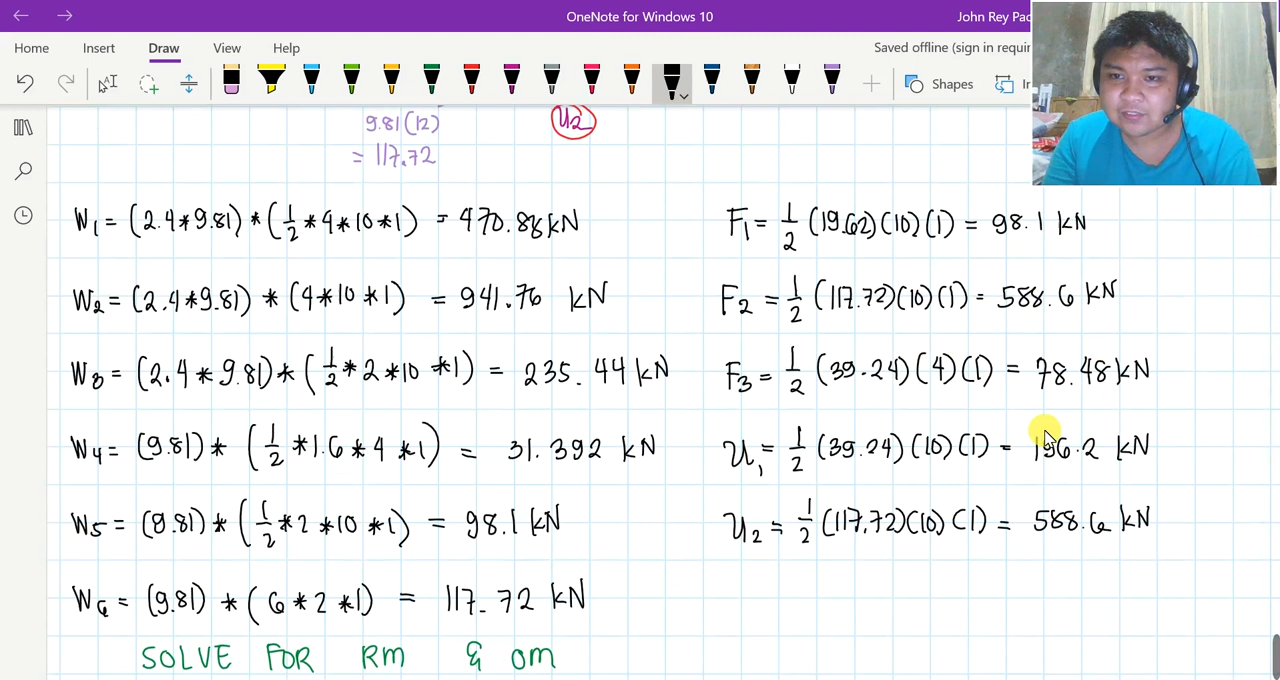 OneNote for Windows 10
John Rey Pac
Home Insert Draw View Help
Saved offline (sign in requir
Shapes In
9.81(12)
= 117.72
U2
W1 = (2.4*9.81)*(1/2*4*10*1) = 470.88kN
F1 = 1/2 (19.62)(10)(1) = 98.1 kN
W2 = (2.4*9.81)*(4*10*1) = 941.76 kN
F2 = 1/2 (117.72)(10)(1) = 588.6 kN
W3 = (2.4*9.81)*(1/2*2*10*1) = 235.44kN
F3 = 1/2 (39.24)(4)(1) = 78.48kN
W4 = (9.81)*(1/2*1.6*4*1) = 31.392 kN
U1 = 1/2 (39.24)(10)(1) = 196.2 kN
W5 = (9.81)*(1/2*2*10*1) = 98.1 kN
U2 = 1/2 (117.72)(10)(1) = 588.6 kN
W6 = (9.81)*(6*2*1) = 117.72 kN
SOLVE FOR RM & OM